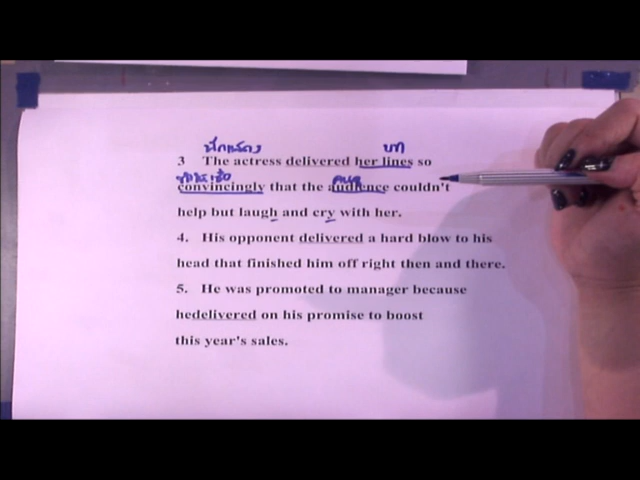 นักแสดง บท
3 The actress delivered her lines so
คนดู
convincingly that the audience couldn't
help but laugh and cry with her.
4. His opponent delivered a hard blow to his
head that finished him off right then and there.
5. He was promoted to manager because
hedelivered on his promise to boost
this year's sales.